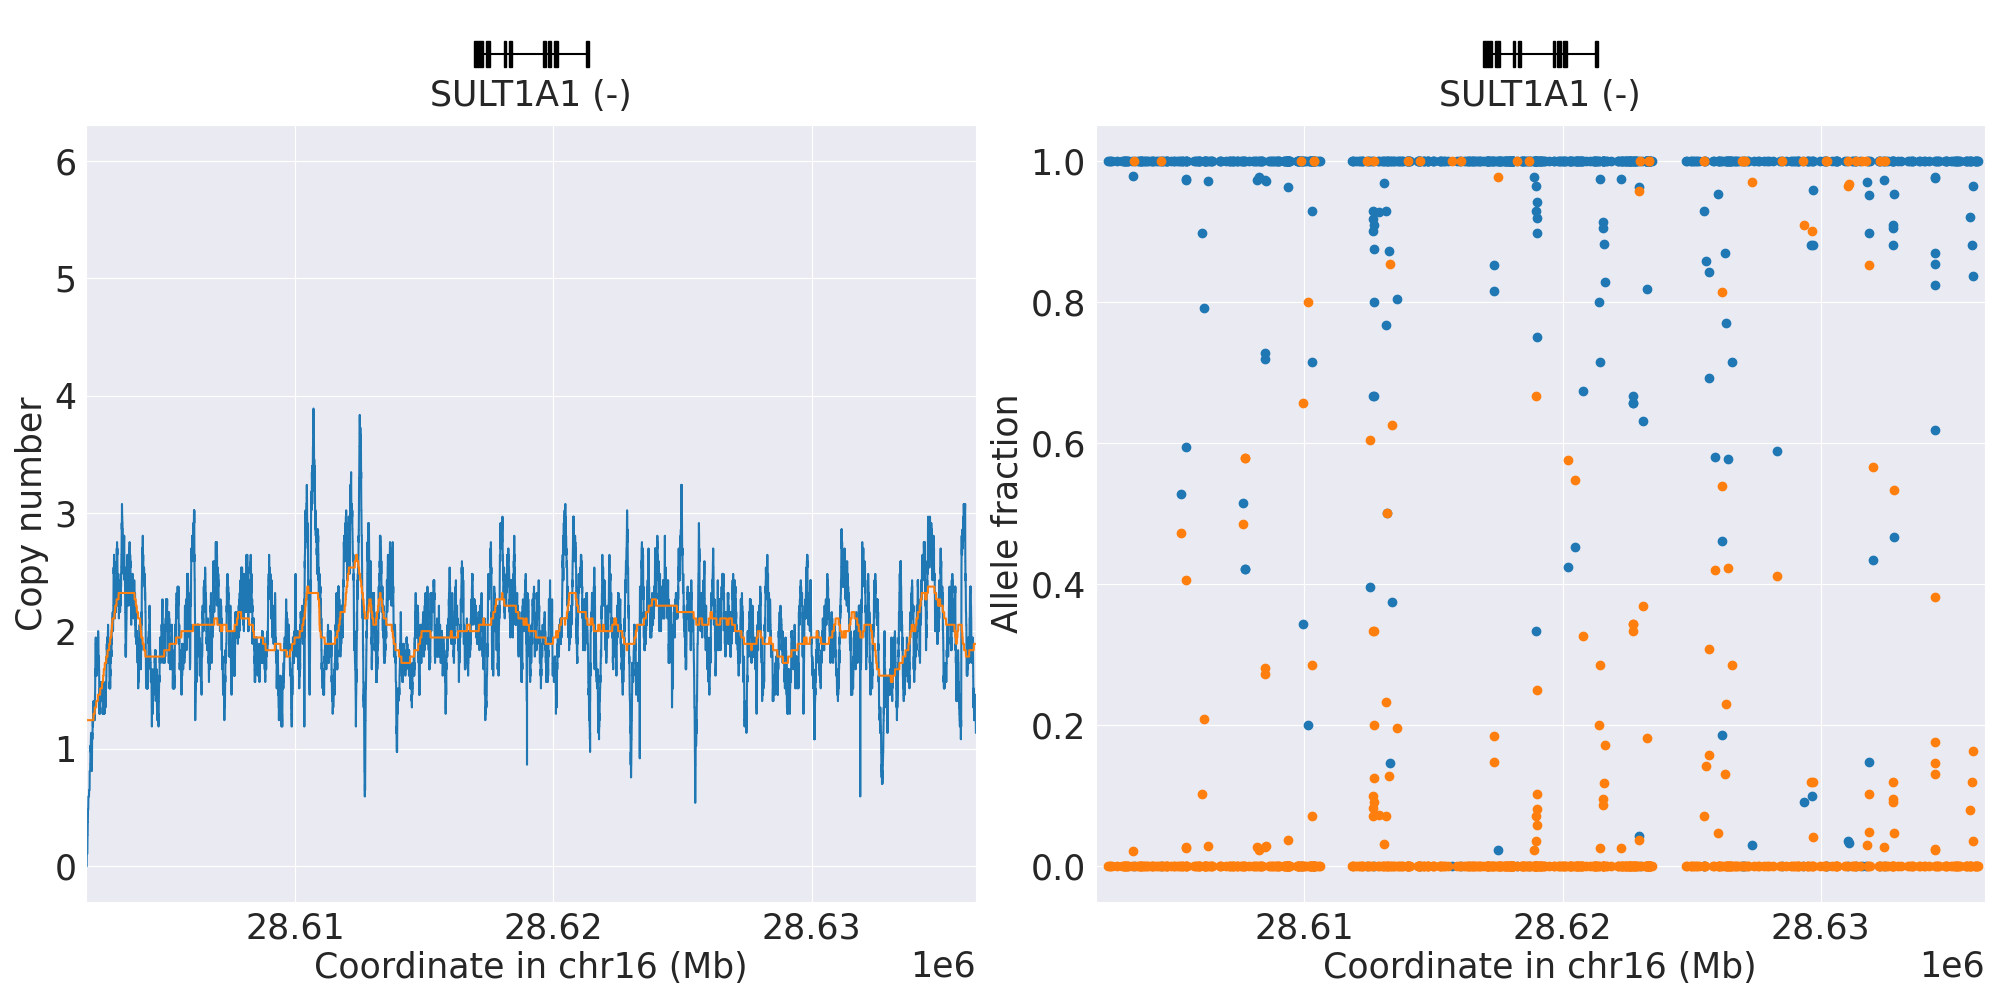 SULT1A1 (-)
6
5
4
3
2
1
0
Copy number
28.61
28.62
28.63
Coordinate in chr16 (Mb)
1e6
SULT1A1 (-)
1.0
0.8
0.6
0.4
0.2
0.0
Allele fraction
28.61
28.62
28.63
Coordinate in chr16 (Mb)
1e6